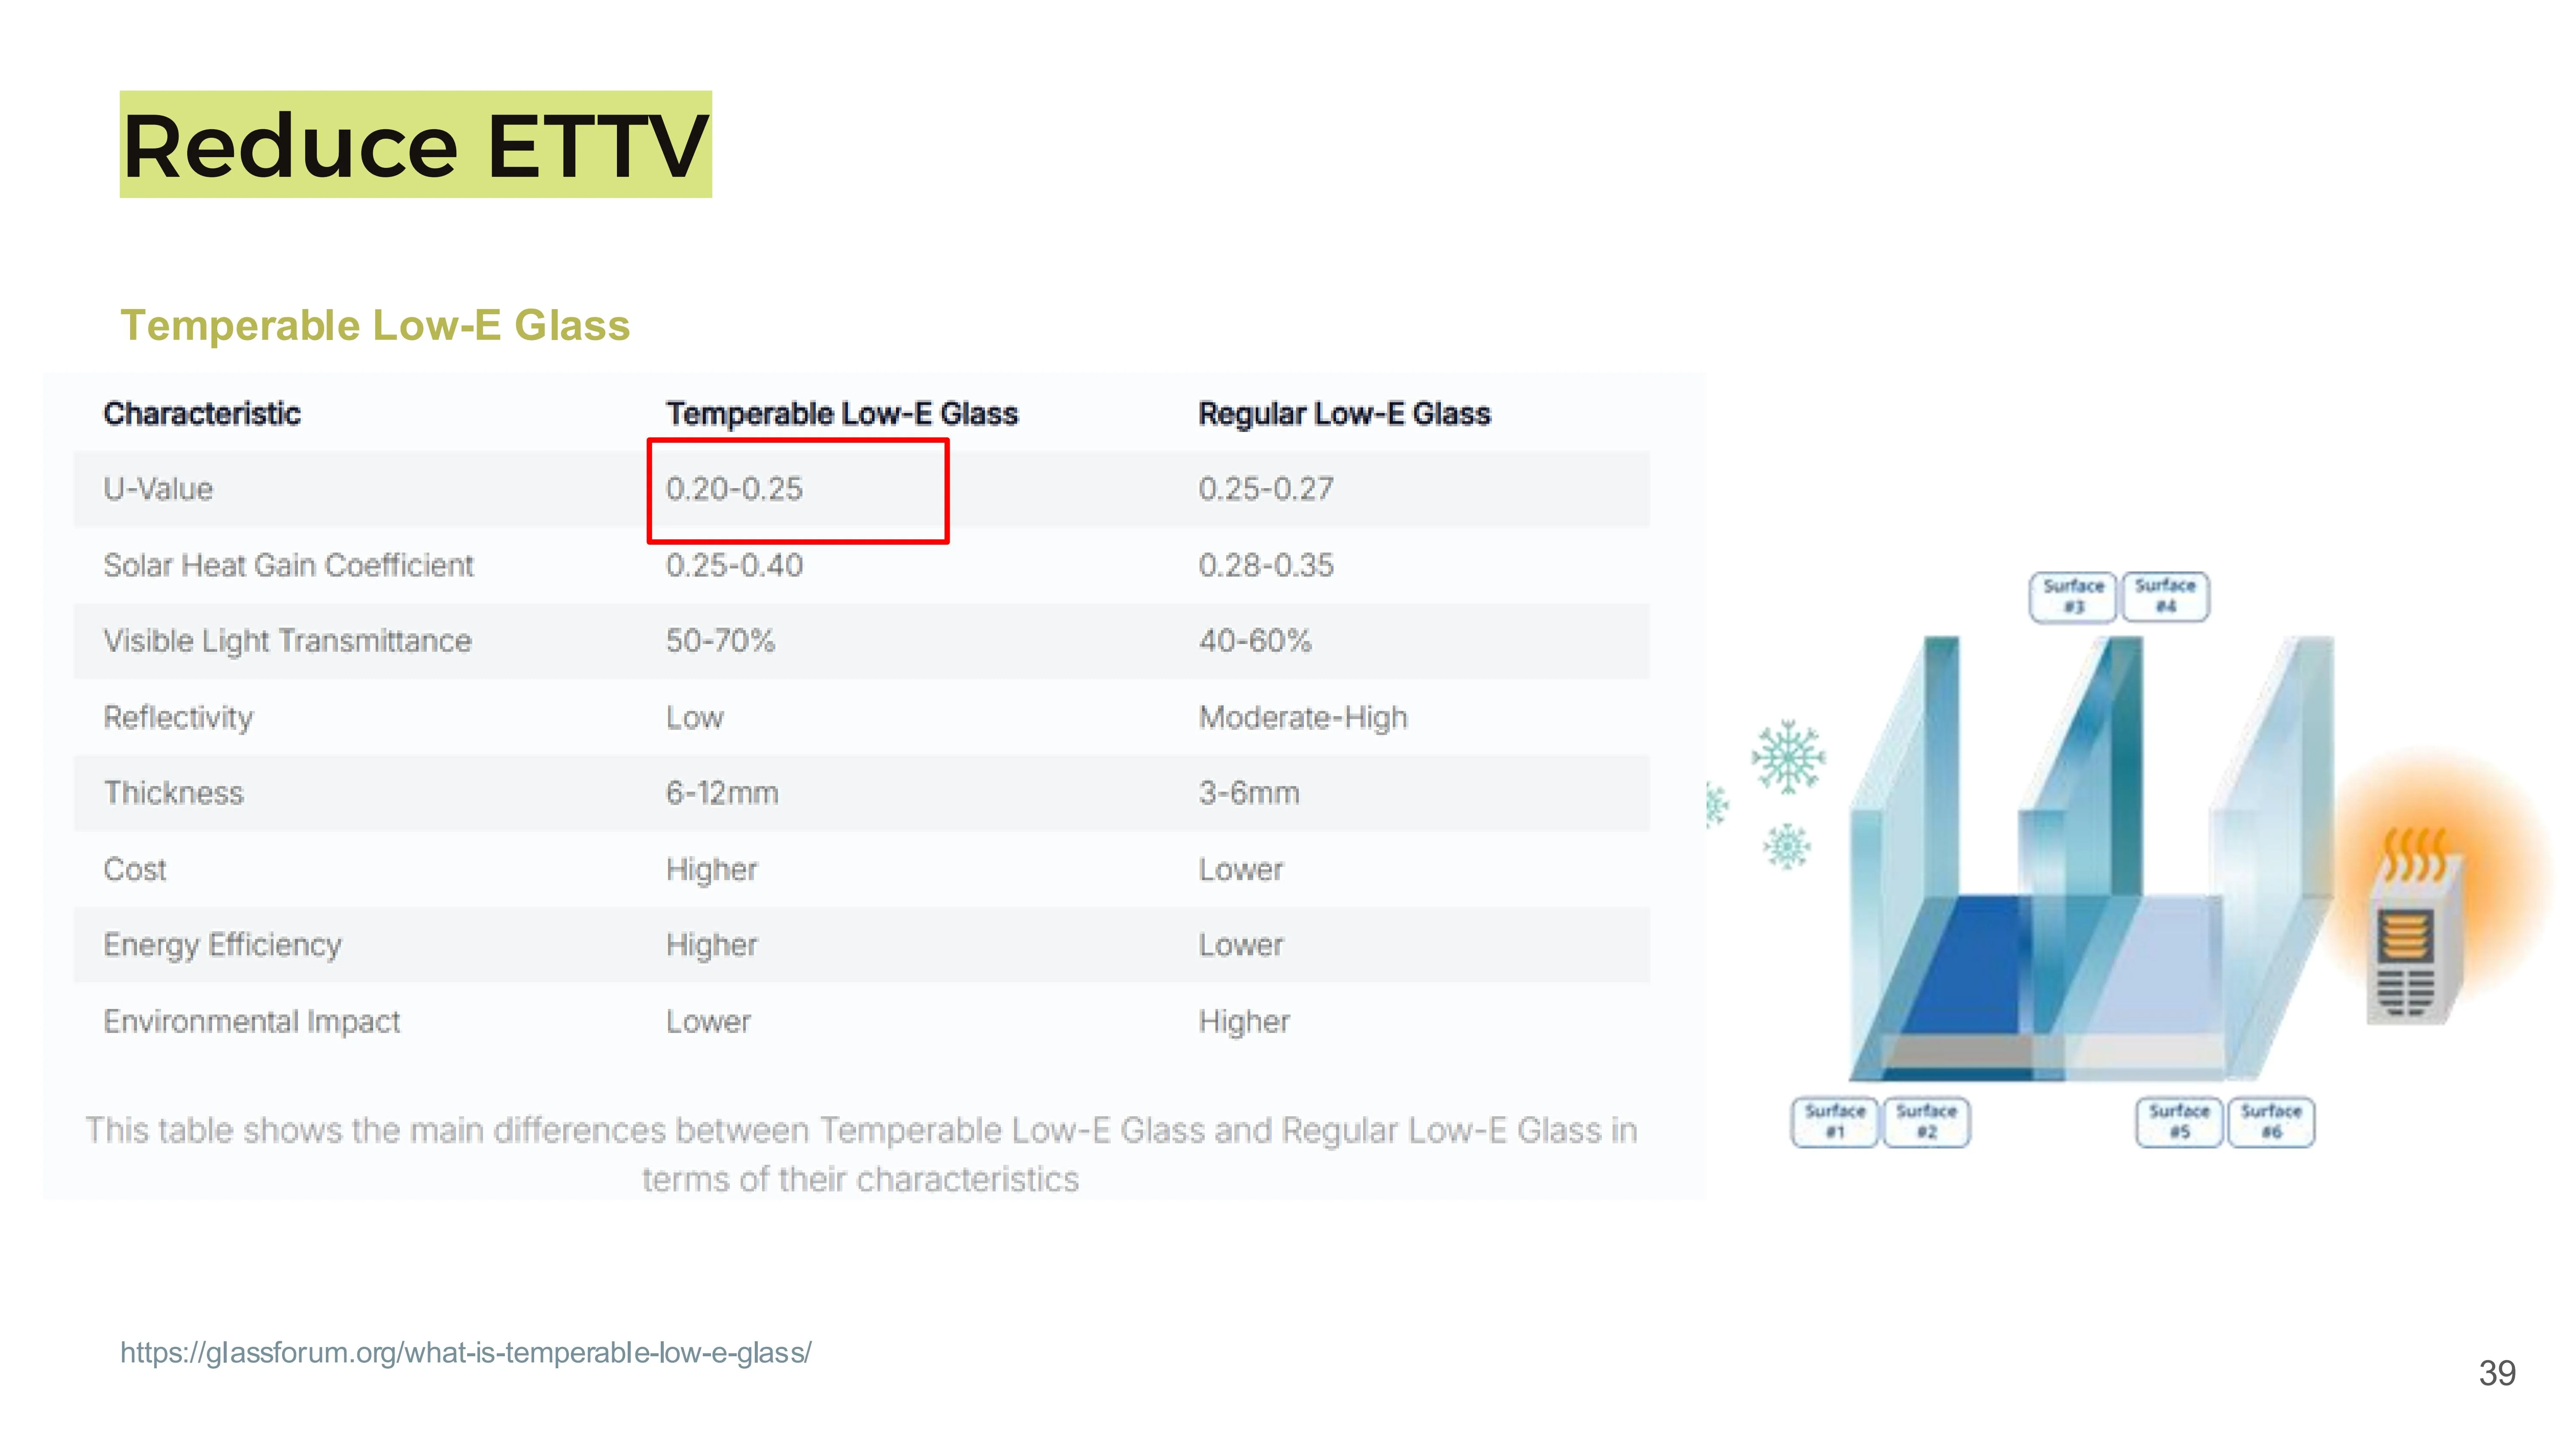 Reduce ETTV
Temperable Low-E Glass
Characteristic Temperable Low-E Glass Regular Low-E Glass
U-Value 0.20-0.25 0.25-0.27
Solar Heat Gain Coefficient 0.25-0.40 0.28-0.35
Visible Light Transmittance 50-70% 40-60%
Reflectivity Low Moderate-High
Thickness 6-12mm 3-6mm
Cost Higher Lower
Energy Efficiency Higher Lower
Environmental Impact Lower Higher
This table shows the main differences between Temperable Low-E Glass and Regular Low-E Glass in
terms of their characteristics
Surface #3
Surface #4
Surface #1
Surface #2
Surface #5
Surface #6
https://glassforum.org/what-is-temperable-low-e-glass/
39